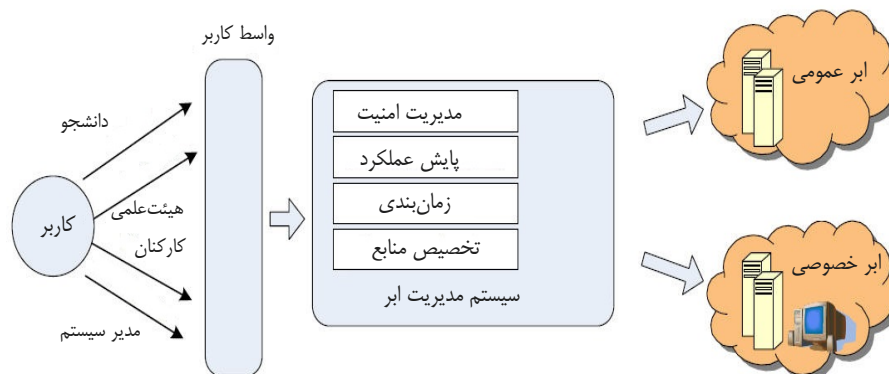 واسط کاربر
دانشجو
هیئت‌علمی
کاربر
کارکنان
مدیر سیستم
مدیریت امنیت
پایش عملکرد
زمان‌بندی
تخصیص منابع
سیستم مدیریت ابر
ابر عمومی
ابر خصوصی